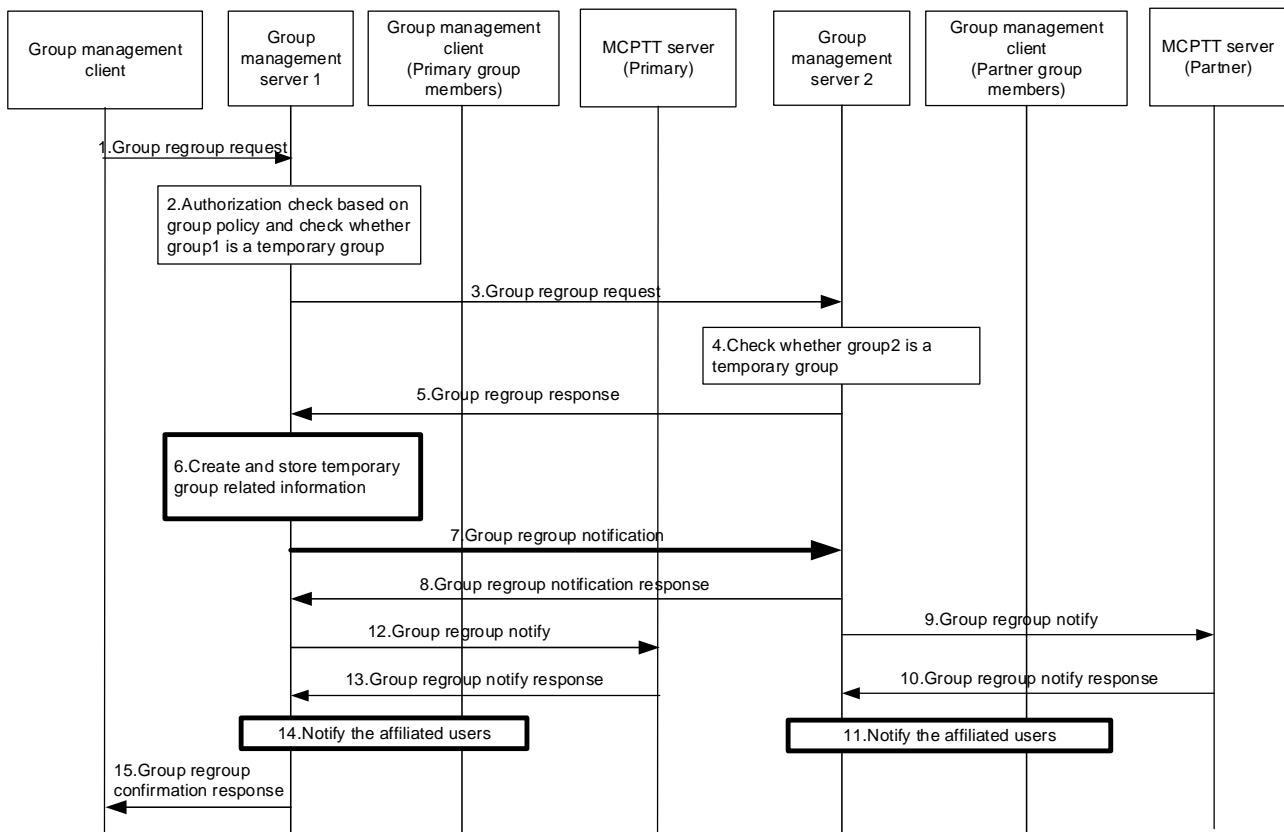 Group management
client
Group
management
server 1
Group management
client
(Primary group
members)
MCPTT server
(Primary)
Group
management
server 2
Group management
client
(Partner group
members)
MCPTT server
(Partner)
1.Group regroup request
2.Authorization check based on
group policy and check whether
group1 is a temporary group
3.Group regroup request
4.Check whether group2 is a
temporary group
5.Group regroup response
6.Create and store temporary
group related information
7.Group regroup notification
8.Group regroup notification response
9.Group regroup notify
12.Group regroup notify
10.Group regroup notify response
13.Group regroup notify response
14.Notify the affiliated users
11.Notify the affiliated users
15.Group regroup
confirmation response